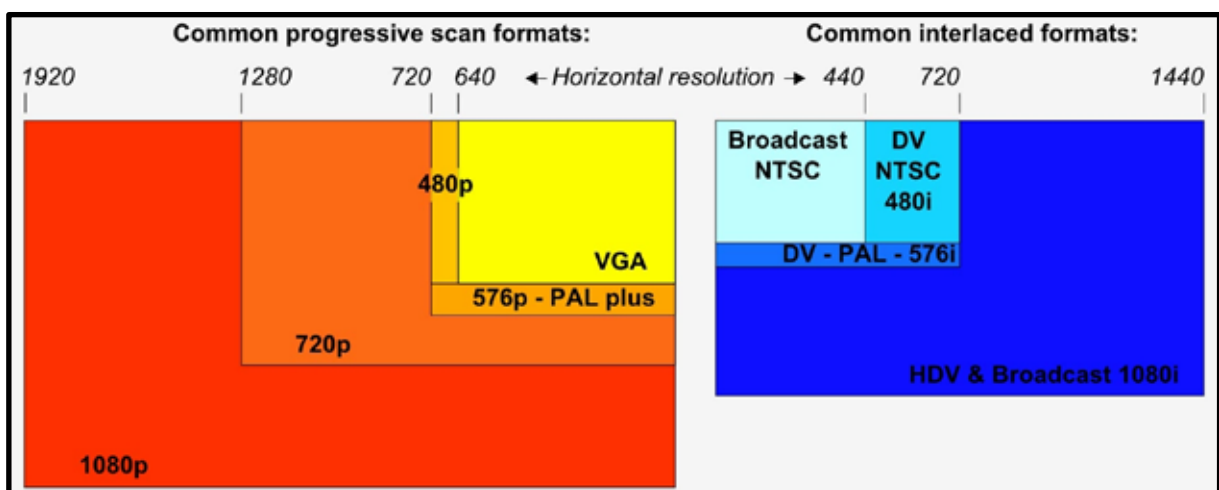 Common progressive scan formats:
Common interlaced formats:
1920 1280 720 640 ← Horizontal resolution → 440 720 1440
Broadcast
NTSC
DV
NTSC
480i
480p
VGA
DV - PAL - 576i
576p - PAL plus
720p
HDV & Broadcast 1080i
1080p